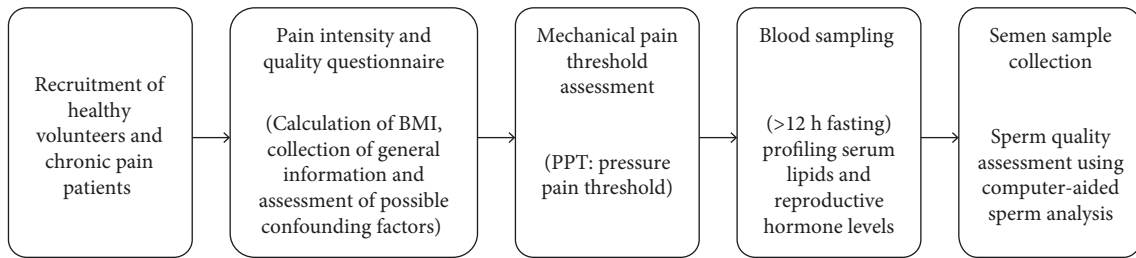 Recruitment of
healthy
volunteers and
chronic pain
patients
Pain intensity and
quality questionnaire
(Calculation of BMI,
collection of general
information and
assessment of possible
confounding factors)
Mechanical pain
threshold
assessment
(PPT: pressure
pain threshold)
Blood sampling
(>12 h fasting)
profiling serum
lipids and
reproductive
hormone levels
Semen sample
collection
Sperm quality
assessment using
computer-aided
sperm analysis